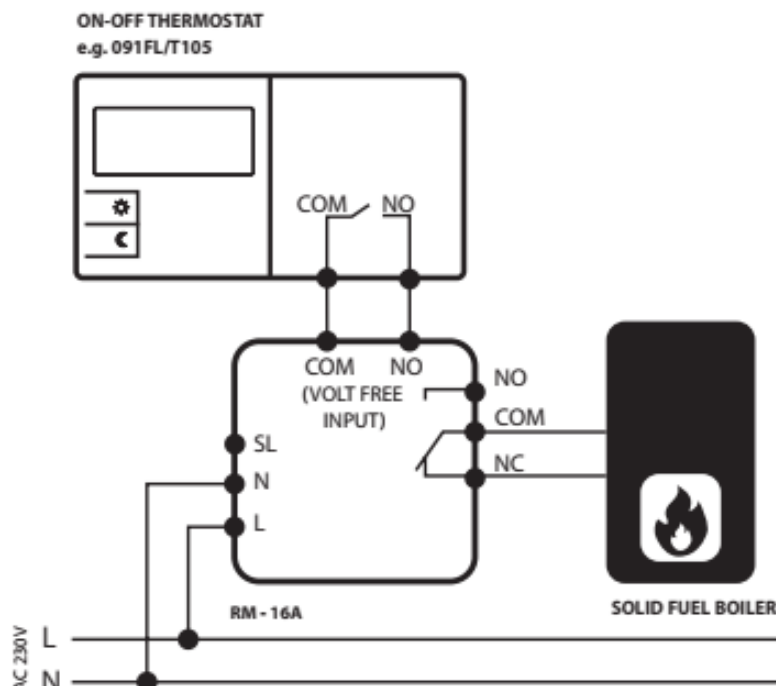 ON-OFF THERMOSTAT
e.g. 091FL/T105
COM NO
COM NO
(VOLT FREE
INPUT)
NO
COM
NC
SL
N
L
RM - 16A
SOLID FUEL BOILER
AC 230V
L
N